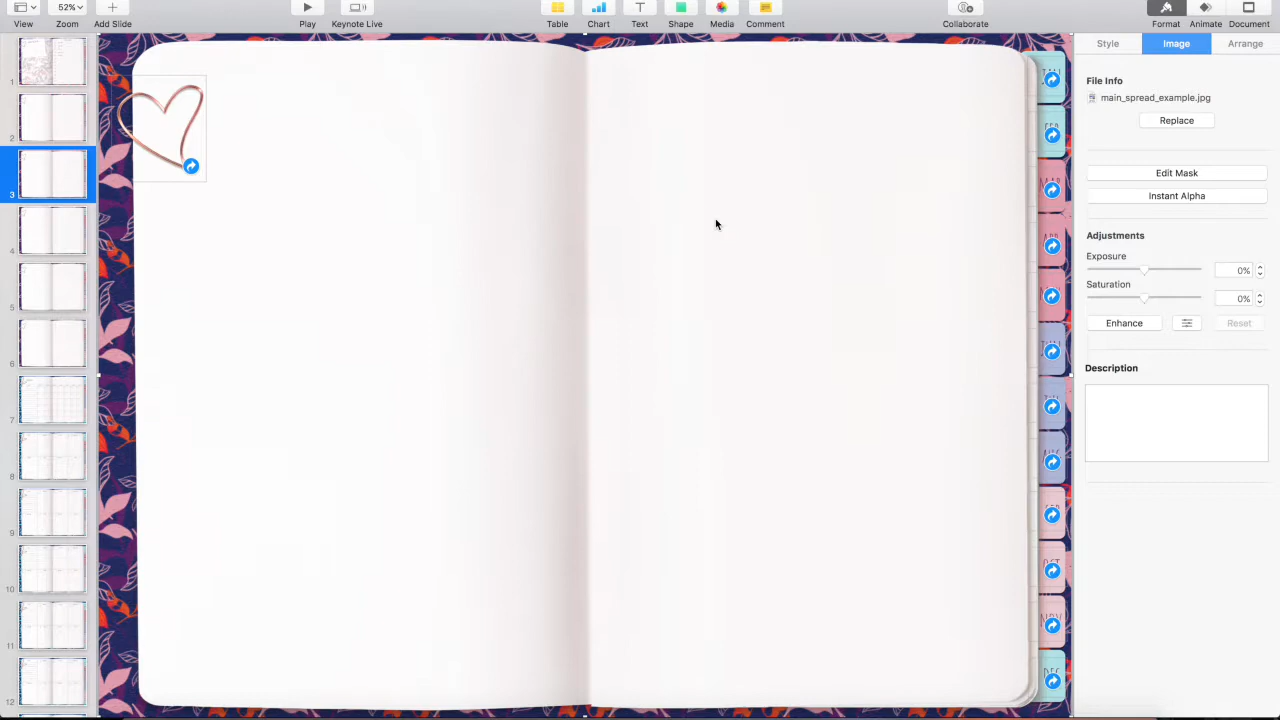 52%
View
Zoom
Add Slide
Play
Keynote Live
Table
Chart
Text
Shape
Media
Comment
Collaborate
Format
Animate
Document
Style
Image
Arrange
File Info
main_spread_example.jpg
Replace
Edit Mask
Instant Alpha
Adjustments
Exposure
0%
Saturation
0%
Enhance
Reset
Description
1
2
3
4
5
6
7
8
9
10
11
12
OCT